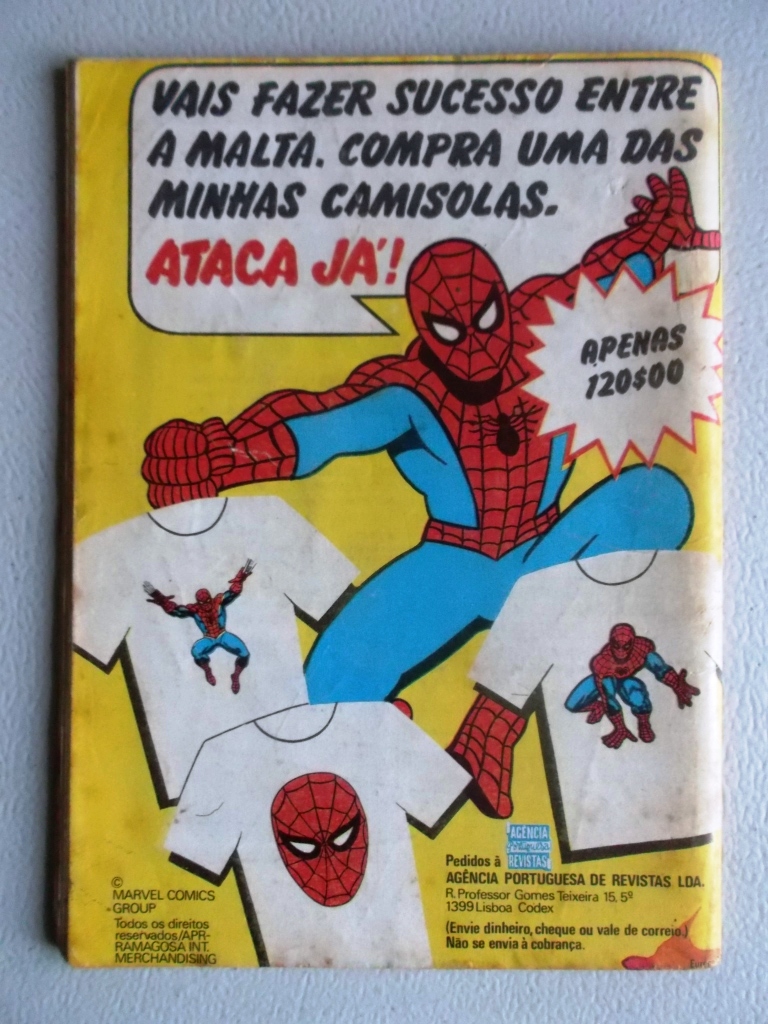 VAIS FAZER SUCESSO ENTRE
A MALTA. COMPRA UMA DAS
MINHAS CAMISOLAS.
ATACA JÁ!
APENAS
120$00
©
MARVEL COMICS
GROUP
Todos os direitos
reservados/APR-
RAMAGOSA INT.
MERCHANDISING
Pedidos à
AGÊNCIA
Portuguesa
REVISTAS
AGÊNCIA PORTUGUESA DE REVISTAS LDA.
R. Professor Gomes Teixeira 15, 5º
1399 Lisboa Codex
(Envie dinheiro, cheque ou vale de correio.)
Não se envia à cobrança.